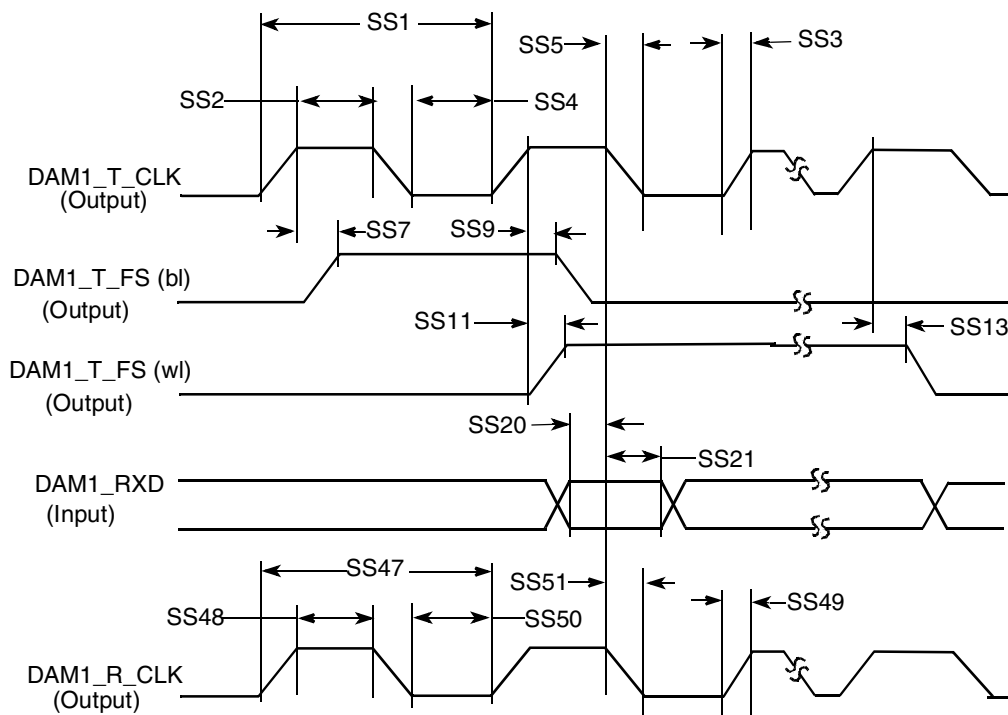 SS1
SS5
SS3
SS2
SS4
DAM1_T_CLK
(Output)
SS7
SS9
DAM1_T_FS (bl)
(Output)
SS11
SS13
DAM1_T_FS (wl)
(Output)
SS20
SS21
DAM1_RXD
(Input)
SS47
SS51
SS49
SS48
SS50
DAM1_R_CLK
(Output)